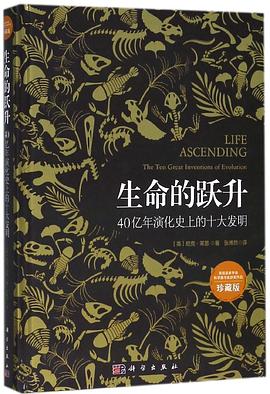 LIFE
ASCENDING
The Ten Great Inventions of Evolution
生命的跃升
40亿年演化史上的十大发明
〔英〕尼克·莱恩 著 张博然 译
珍藏版
科学出版社
生命的跃升
40亿年演化史上的十大发明